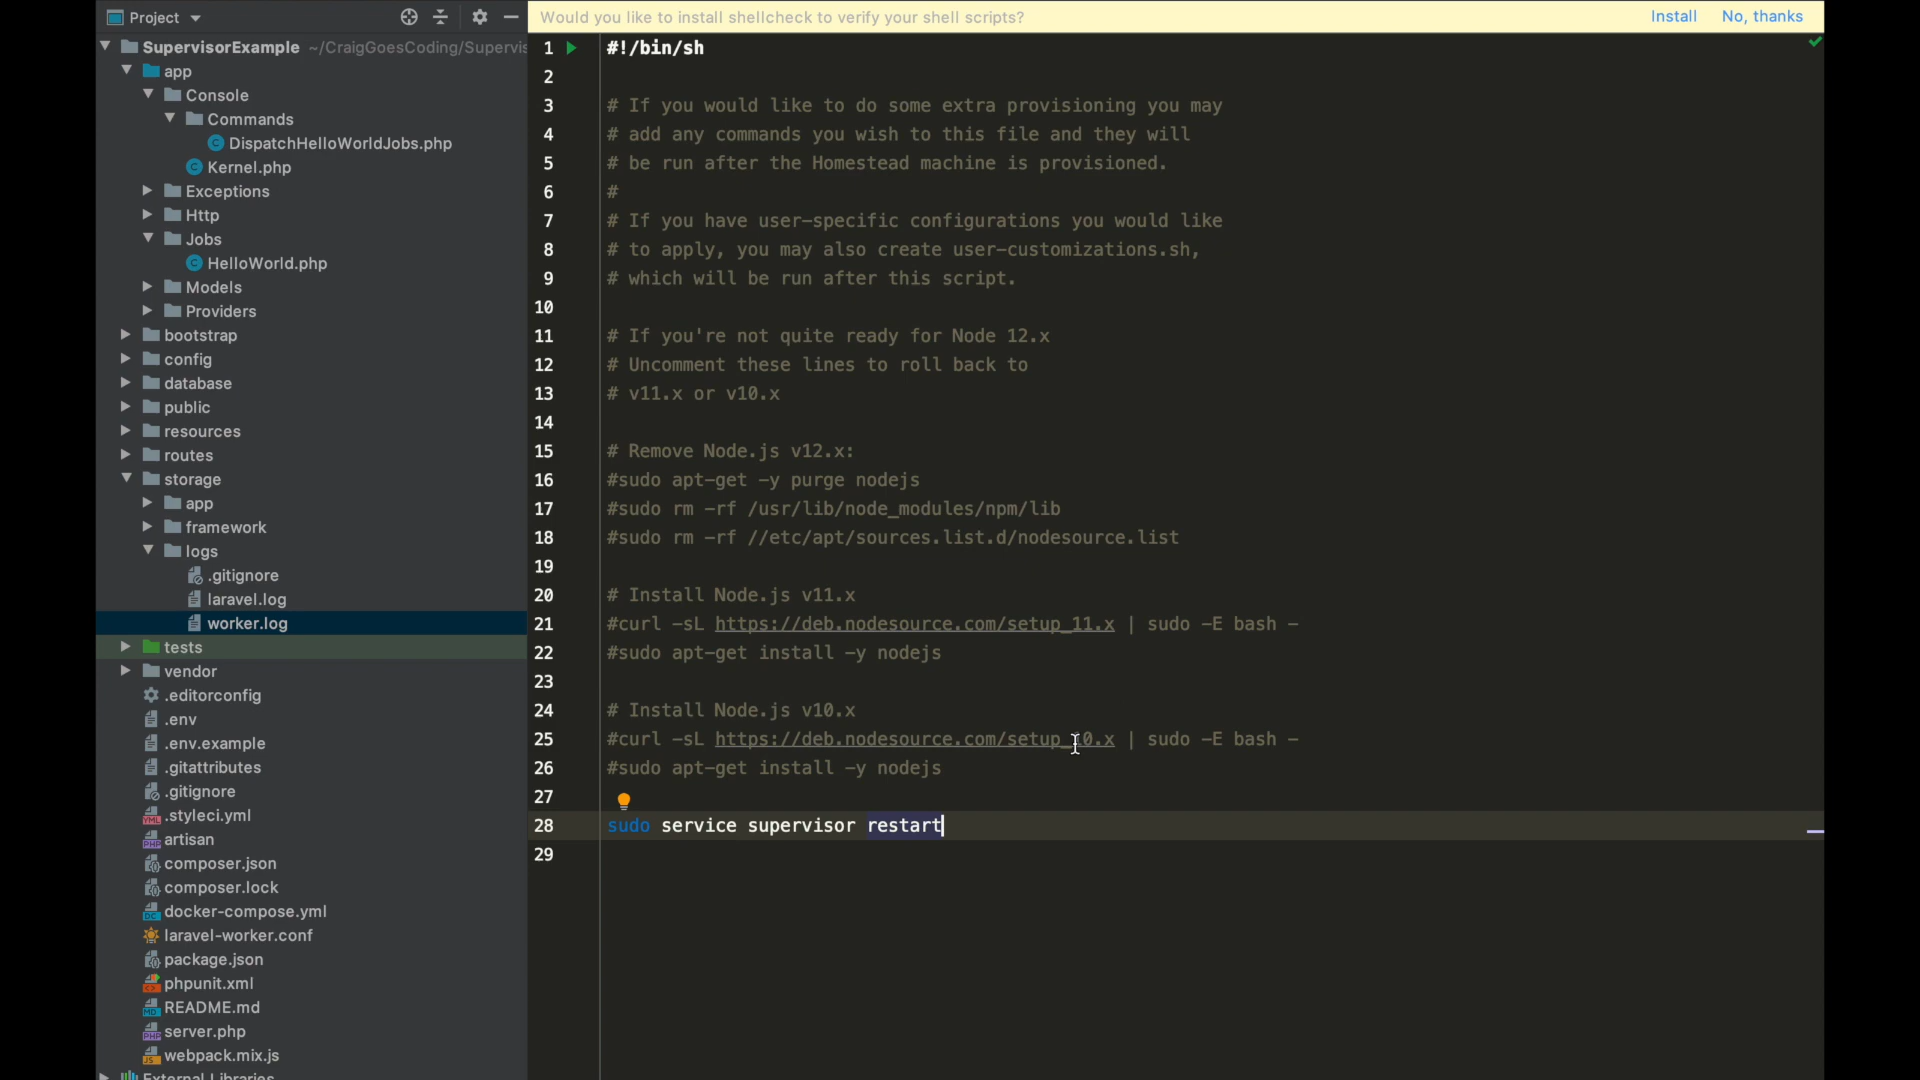 Project
SupervisorExample ~/CraigGoesCoding/Supervis
app
Console
Commands
DispatchHelloWorldJobs.php
Kernel.php
Exceptions
Http
Jobs
HelloWorld.php
Models
Providers
bootstrap
config
database
public
resources
routes
storage
app
framework
logs
.gitignore
laravel.log
worker.log
tests
vendor
.editorconfig
.env
.env.example
.gitattributes
.gitignore
.styleci.yml
artisan
composer.json
composer.lock
docker-compose.yml
laravel-worker.conf
package.json
phpunit.xml
README.md
server.php
webpack.mix.js
External Libraries
Would you like to install shellcheck to verify your shell scripts? Install No, thanks
1 #!/bin/sh
2
3 # If you would like to do some extra provisioning you may
4 # add any commands you wish to this file and they will
5 # be run after the Homestead machine is provisioned.
6 #
7 # If you have user-specific configurations you would like
8 # to apply, you may also create user-customizations.sh,
9 # which will be run after this script.
10
11 # If you're not quite ready for Node 12.x
12 # Uncomment these lines to roll back to
13 # v11.x or v10.x
14
15 # Remove Node.js v12.x:
16 #sudo apt-get -y purge nodejs
17 #sudo rm -rf /usr/lib/node_modules/npm/lib
18 #sudo rm -rf //etc/apt/sources.list.d/nodesource.list
19
20 # Install Node.js v11.x
21 #curl -sL https://deb.nodesource.com/setup_11.x | sudo -E bash -
22 #sudo apt-get install -y nodejs
23
24 # Install Node.js v10.x
25 #curl -sL https://deb.nodesource.com/setup_10.x | sudo -E bash -
26 #sudo apt-get install -y nodejs
27
28 sudo service supervisor restart
29